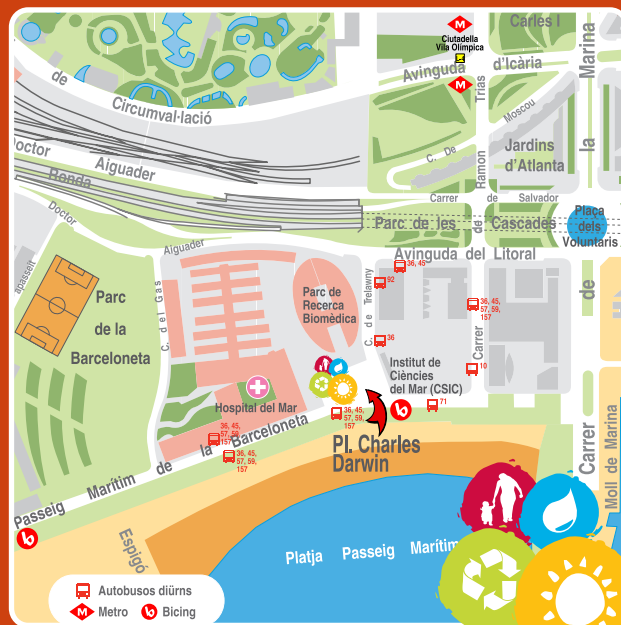 Carles I
Ciutadella
Vila Olímpica
Avinguda d'Icària
Marina
de
Circumval·lació
Trias
Moscou
Doctor
Aiguader
Ronda
C. De
Ramon
Jardins
d'Atlanta
la
Carrer de Salvador
Doctor
Parc de les de Cascades
Plaça
dels
Voluntaris
Aiguader
Avinguda del Litoral
36, 45
92
C. de Trelawny
apasseit
Parc
de la
Barceloneta
C. del Gas
Parc de
Recerca
Biomèdica
36, 45,
57, 59,
157
de
36
Carrer
10
Institut de
Ciències
del Mar (CSIC)
71
Hospital del Mar
36, 45,
57, 59,
157
36, 45,
57, 59,
157
36, 45,
57, 59,
157
Pl. Charles
Darwin
Passeig Marítim de la Barceloneta
Carrer
Moll de Marina
Espigó
Platja Passeig Marítim
Autobusos diürns
M Metro b Bicing